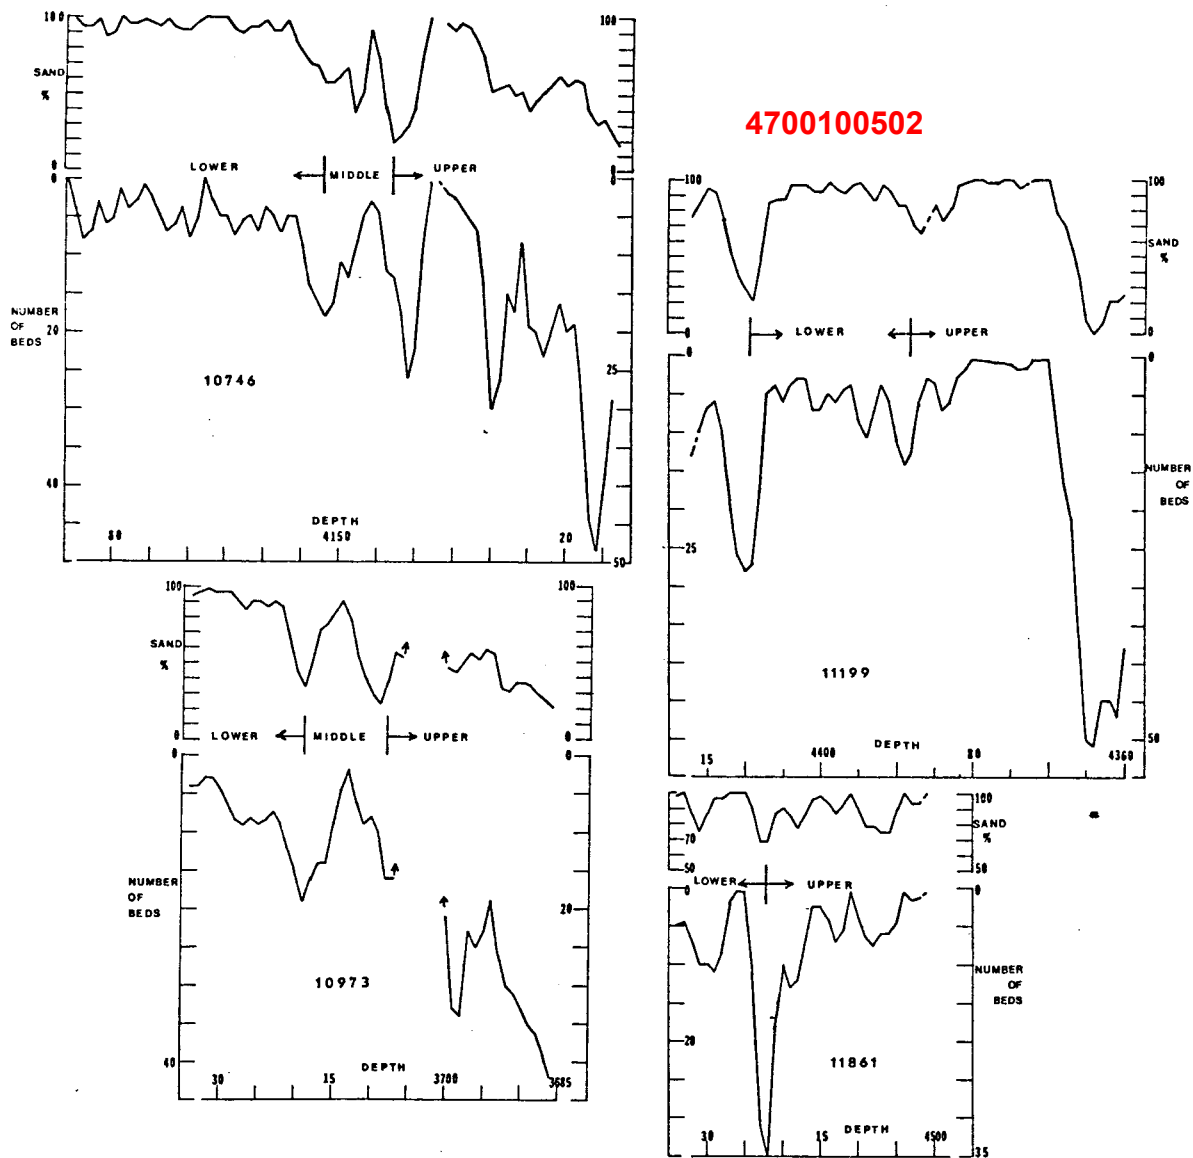 4700100502
100
SAND
%
0
100
0
LOWER
MIDDLE
UPPER
0
NUMBER
OF
BEDS
20
40
0
25
50
10746
DEPTH
80
4150
20
100
SAND
%
0
100
0
LOWER
MIDDLE
UPPER
0
NUMBER
OF
BEDS
40
0
20
10973
DEPTH
30
15
3700
3685
100
0
100
SAND
%
0
LOWER
UPPER
0
25
0
NUMBER
OF
BEDS
50
11199
DEPTH
15
4400
80
4360
70
50
100
SAND
%
50
LOWER
UPPER
0
20
0
NUMBER
OF
BEDS
35
11861
DEPTH
30
15
4500